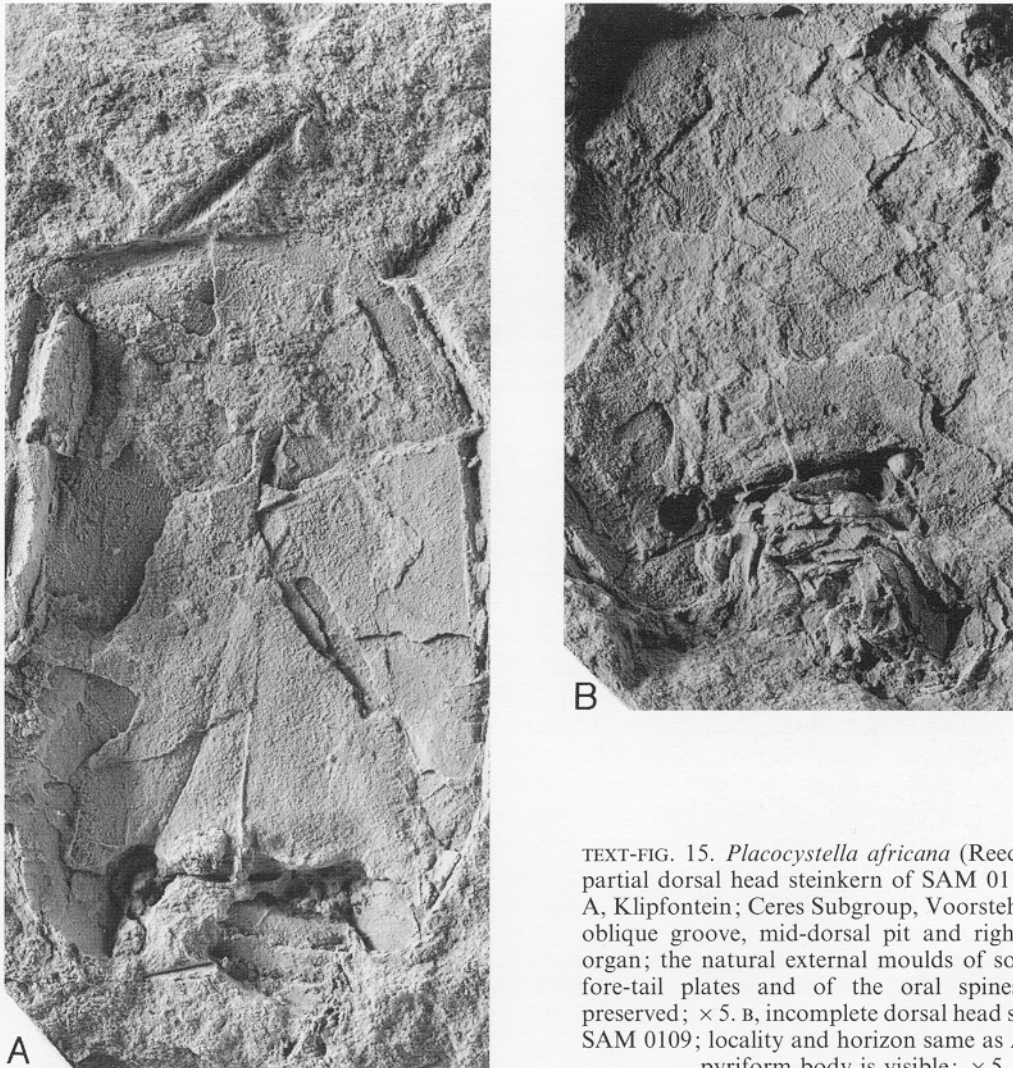 A
B
TEXT-FIG. 15. Placocystella africana (Reed
partial dorsal head steinkern of SAM 01
A, Klipfontein; Ceres Subgroup, Voorsteh
oblique groove, mid-dorsal pit and righ
organ; the natural external moulds of so
fore-tail plates and of the oral spines
preserved; × 5. B, incomplete dorsal head s
SAM 0109; locality and horizon same as A
pyriform body is visible; × 5